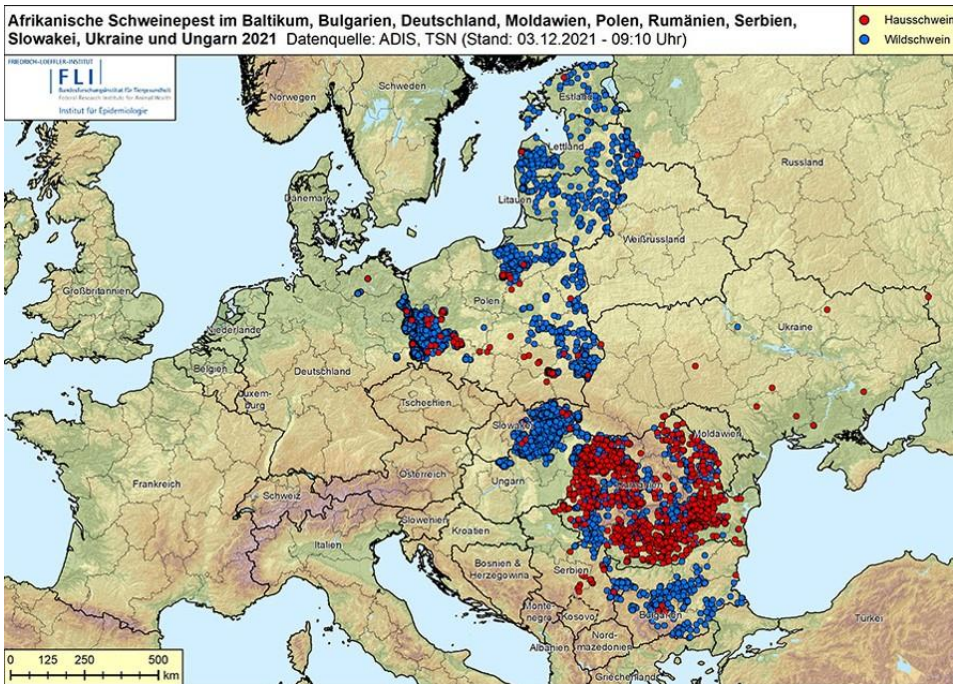 Afrikanische Schweinepest im Baltikum, Bulgarien, Deutschland, Moldawien, Polen, Rumänien, Serbien,
Slowakei, Ukraine und Ungarn 2021 Datenquelle: ADIS, TSN (Stand: 03.12.2021 - 09:10 Uhr)
Hausschwein
Wildschwein
FRIEDRICH-LOEFFLER-INSTITUT
FLI
Bundesforschungsinstitut für Tiergesundheit
Federal Research Institute for Animal Health
Institut für Epidemiologie
Norwegen
Schweden
Estland
Lettland
Russland
Dänemark
Litauen
Weißrussland
Großbritannien
Polen
Niederlande
Ukraine
Belgien
Deutschland
Luxem-
burg
Tschechien
Slowakei
Moldawien
Frankreich
Österreich
Ungarn
Rumänien
Schweiz
Slowenien
Kroatien
Italien
Bosnien &
Herzegowina
Serbien
Monte-
negro
Kosovo
Bulgarien
Nord-
mazedonien
Albanien
Türkei
Griechenland
0 125 250 500
km